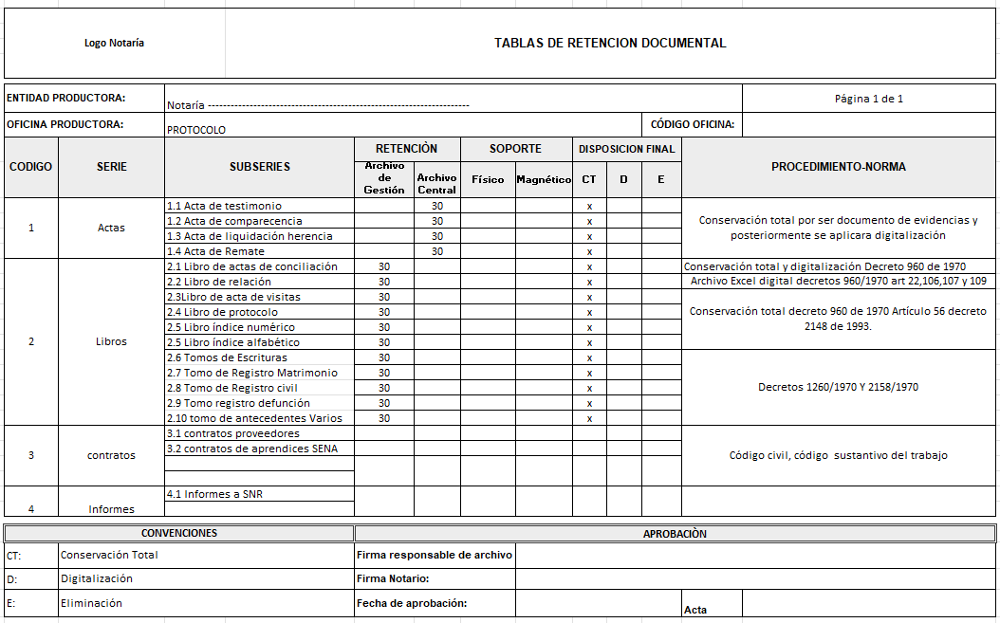 Logo Notaría
TABLAS DE RETENCION DOCUMENTAL
ENTIDAD PRODUCTORA:
Notaría ---------------------------------------------------------------------
Página 1 de 1
OFICINA PRODUCTORA:
PROTOCOLO
CÓDIGO OFICINA:
CODIGO
SERIE
SUBSERIES
RETENCIÒN
SOPORTE
DISPOSICION FINAL
PROCEDIMIENTO-NORMA
Archivo
de
Gestión
Archivo
Central
Físico
Magnético
CT
D
E
1
Actas
1.1 Acta de testimonio 30 x
1.2 Acta de comparecencia 30 x
1.3 Acta de liquidación herencia 30 x
1.4 Acta de Remate 30 x
Conservación total por ser documento de evidencias y
posteriormente se aplicara digitalización
2
Libros
2.1 Libro de actas de conciliación 30 x Conservación total y digitalización Decreto 960 de 1970
2.2 Libro de relación 30 x Archivo Excel digital decretos 960/1970 art 22,106,107 y 109
2.3Libro de acta de visitas 30 x
2.4 Libro de protocolo 30 x
2.5 Libro índice numérico 30 x
2.5 Libro índice alfabético 30 x
Conservación total decreto 960 de 1970 Artículo 56 decreto
2148 de 1993.
2.6 Tomos de Escrituras 30 x
2.7 Tomo de Registro Matrimonio 30 x
2.8 Tomo de Registro civil 30 x
2.9 Tomo registro defunción 30 x
2.10 tomo de antecedentes Varios 30 x
Decretos 1260/1970 Y 2158/1970
3
contratos
3.1 contratos proveedores
3.2 contratos de aprendices SENA
Código civil, código sustantivo del trabajo
4
Informes
4.1 Informes a SNR
CONVENCIONES
APROBACIÒN
CT: Conservación Total
Firma responsable de archivo
D: Digitalización
Firma Notario:
E: Eliminación
Fecha de aprobación:
Acta